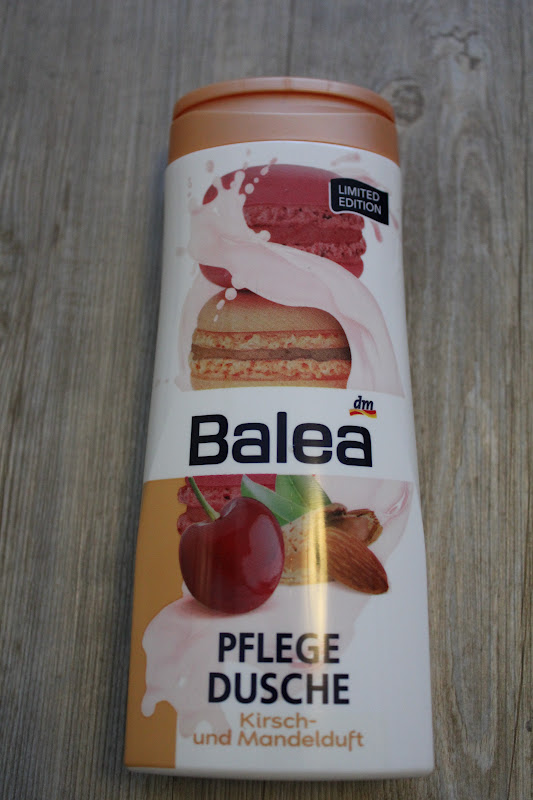 LIMITED
EDITION
dm
Balea
PFLEGE
DUSCHE
Kirsch-
und Mandelduft